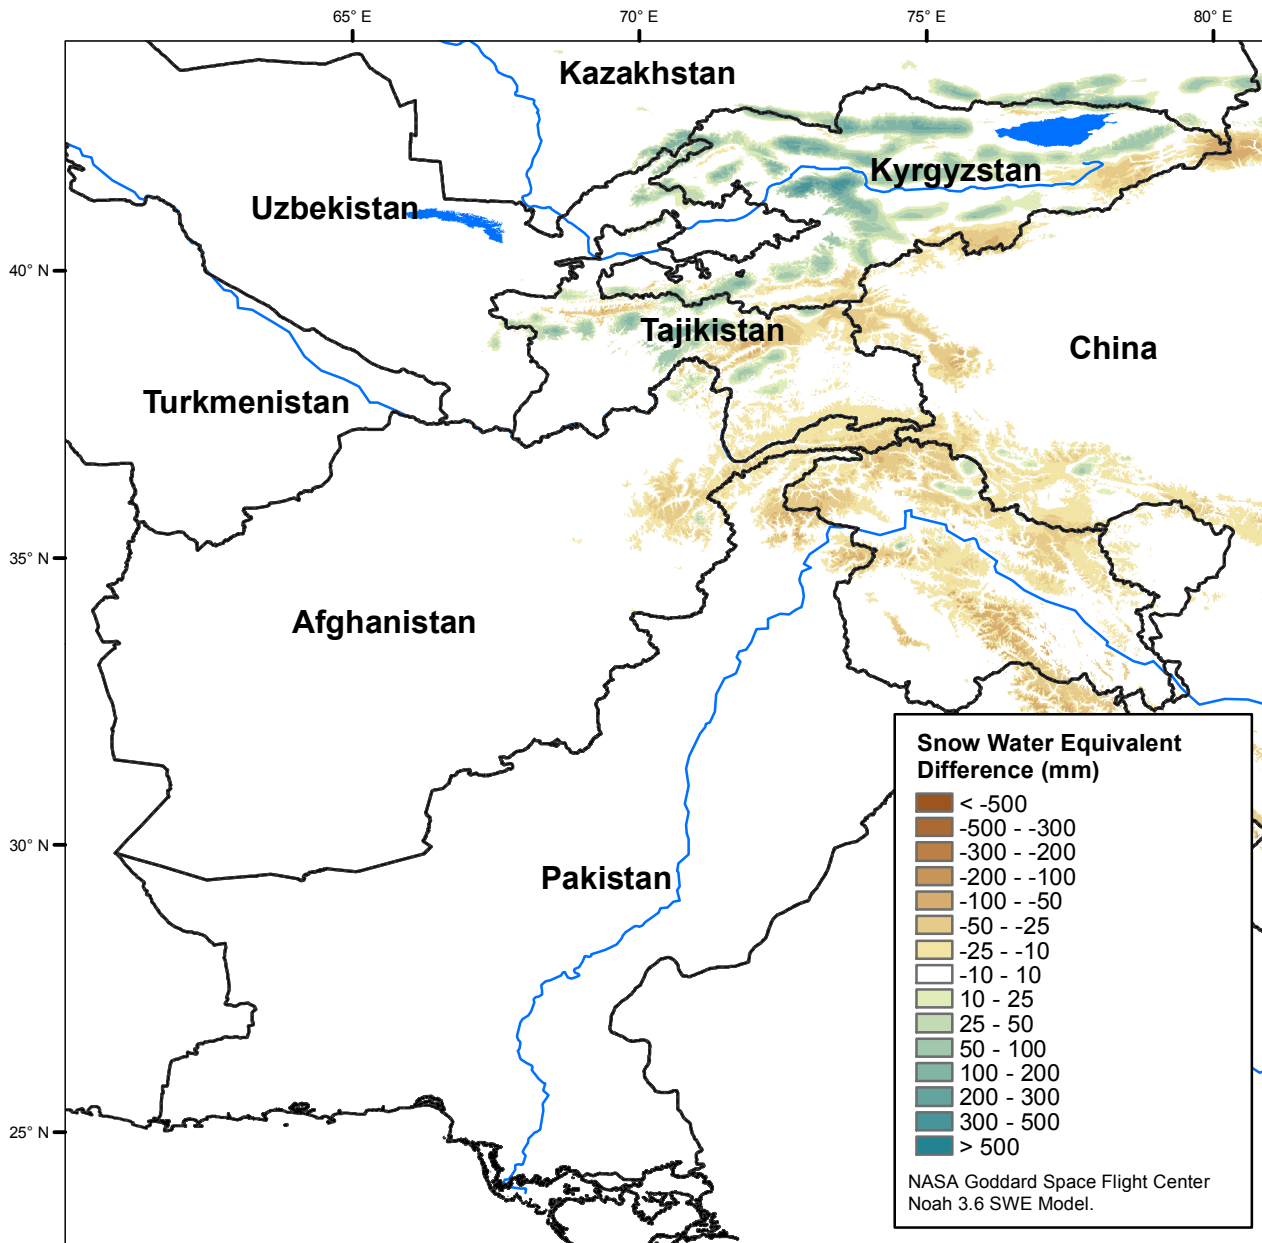 65° E
70° E
75° E
80° E
Kazakhstan
Kyrgyzstan
Uzbekistan
40° N
Tajikistan
China
Turkmenistan
35° N
Afghanistan
Snow Water Equivalent
Difference (mm)
< -500
-500 - -300
-300 - -200
-200 - -100
-100 - -50
-50 - -25
-25 - -10
-10 - 10
10 - 25
25 - 50
50 - 100
100 - 200
200 - 300
300 - 500
> 500
NASA Goddard Space Flight Center
Noah 3.6 SWE Model.
30° N
Pakistan
25° N